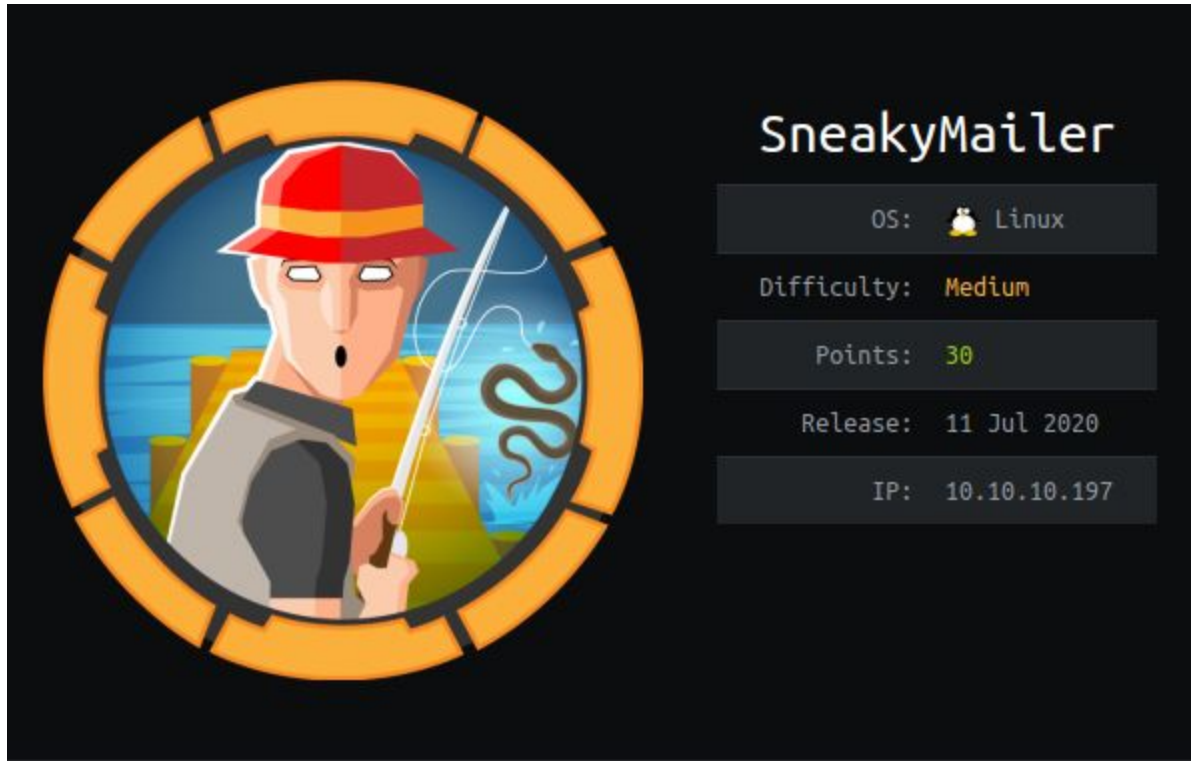 SneakyMailer
OS: Linux
Difficulty: Medium
Points: 30
Release: 11 Jul 2020
IP: 10.10.10.197